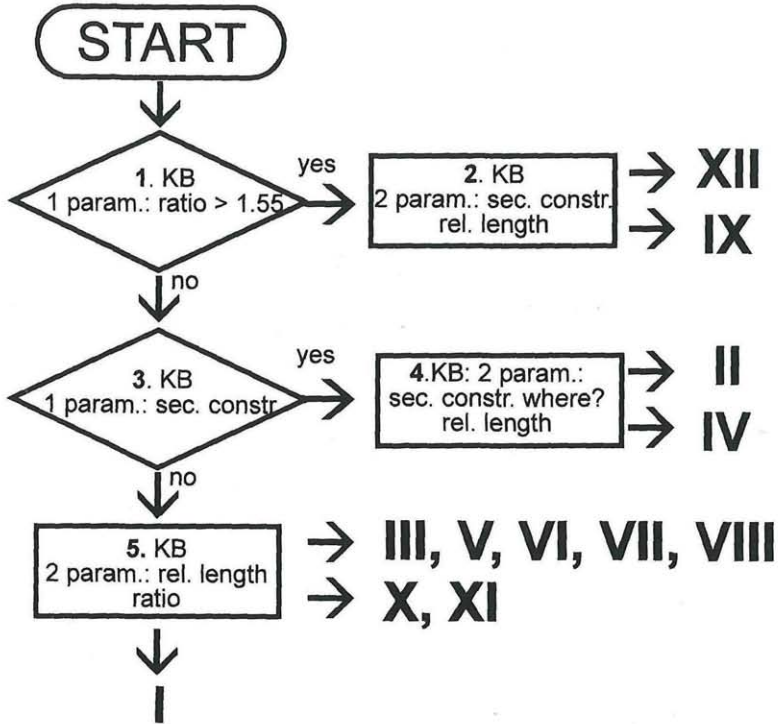 START
1. KB
1 param.: ratio > 1.55
yes
2. KB
2 param.: sec. constr.
rel. length
XII
IX
no
3. KB
1 param.: sec. constr
yes
4.KB: 2 param.:
sec. constr. where?
rel. length
II
IV
no
5. KB
2 param.: rel. length
ratio
III, V, VI, VII, VIII
X, XI
I